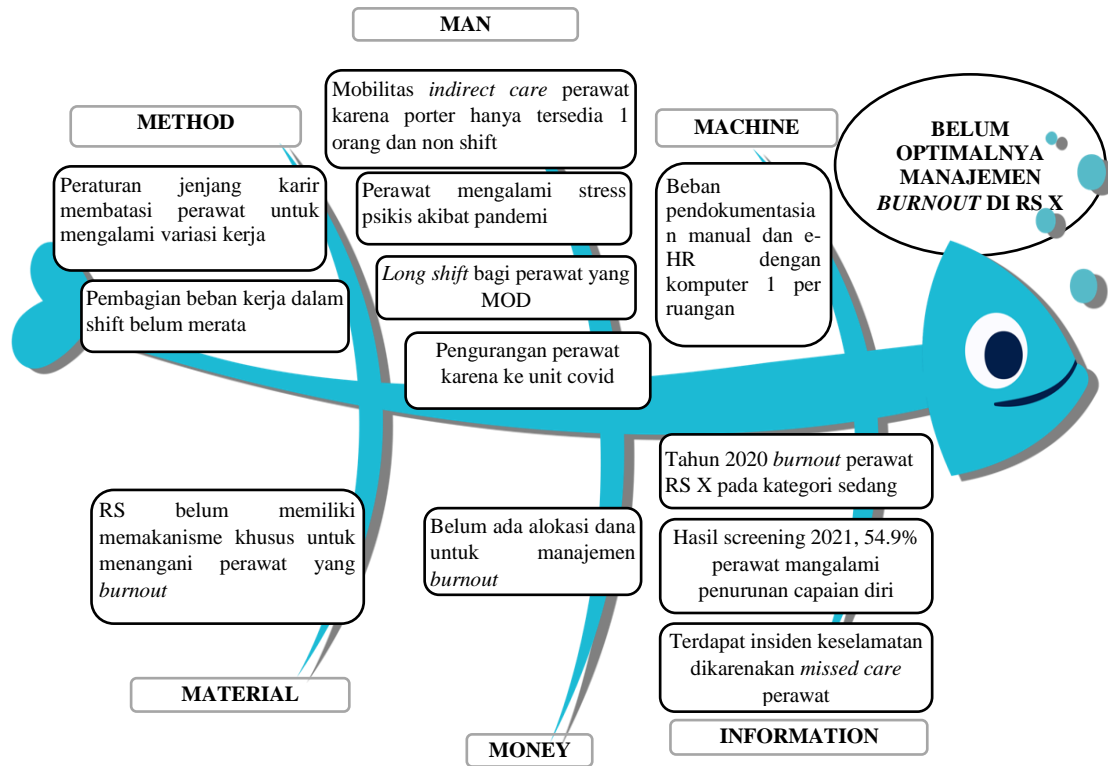 MAN
Mobilitas indirect care perawat
karena porter hanya tersedia 1
orang dan non shift
METHOD
MACHINE
BELUM
OPTIMALNYA
MANAJEMEN
BURNOUT DI RS X
Peraturan jenjang karir
membatasi perawat untuk
mengalami variasi kerja
Perawat mengalami stress
psikis akibat pandemi
Beban
pendokumentasia
n manual dan e-
HR dengan
komputer 1 per
ruangan
Pembagian beban kerja dalam
shift belum merata
Long shift bagi perawat yang
MOD
Pengurangan perawat
karena ke unit covid
RS belum memiliki
memakanisme khusus untuk
menangani perawat yang
burnout
Belum ada alokasi dana
untuk manajemen
burnout
Tahun 2020 burnout perawat
RS X pada kategori sedang
Hasil screening 2021, 54.9%
perawat mangalami
penurunan capaian diri
Terdapat insiden keselamatan
dikarenakan missed care
perawat
MATERIAL
MONEY
INFORMATION